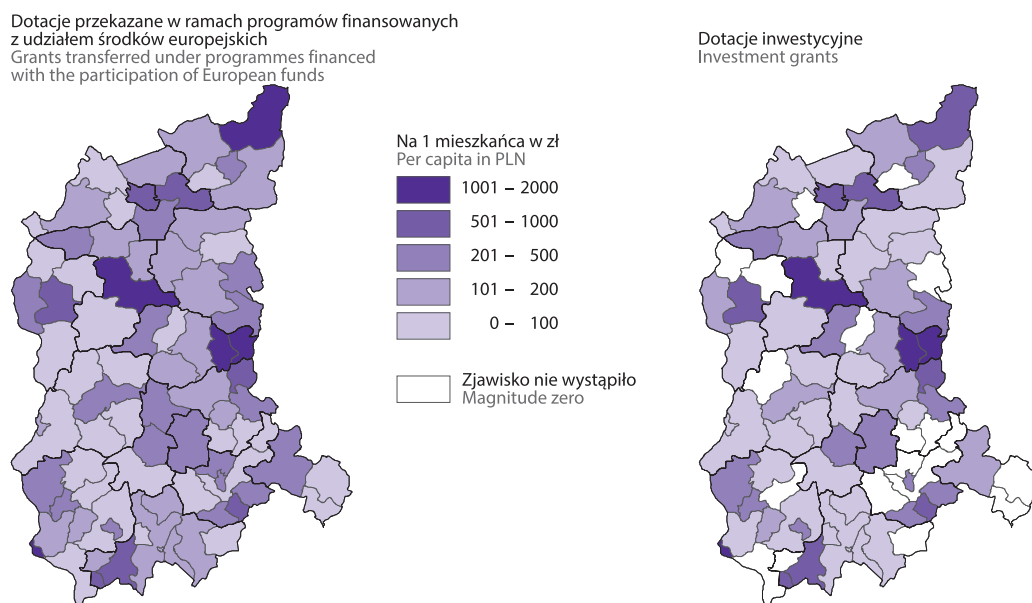 Dotacje przekazane w ramach programów finansowanych
z udziałem środków europejskich
Grants transferred under programmes financed
with the participation of European funds
Dotacje inwestycyjne
Investment grants
Na 1 mieszkańca w zł
Per capita in PLN
1001 – 2000
501 – 1000
201 – 500
101 – 200
0 – 100
Zjawisko nie wystąpiło
Magnitude zero